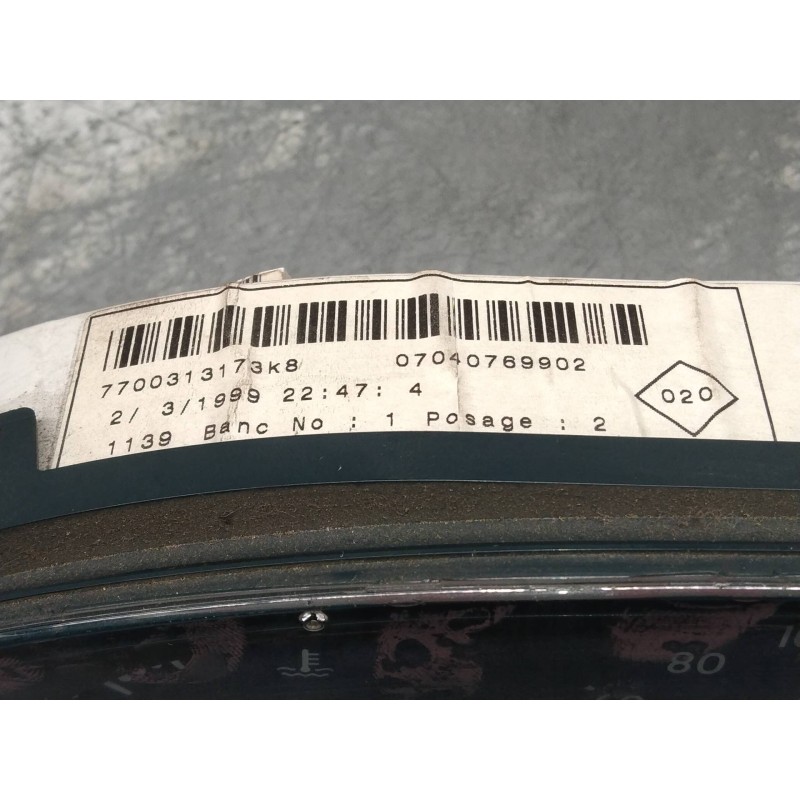 7700313173K8 07040769902
2/ 3/1999 22:47: 4
1139 Banc No : 1 Posage : 2
020
80